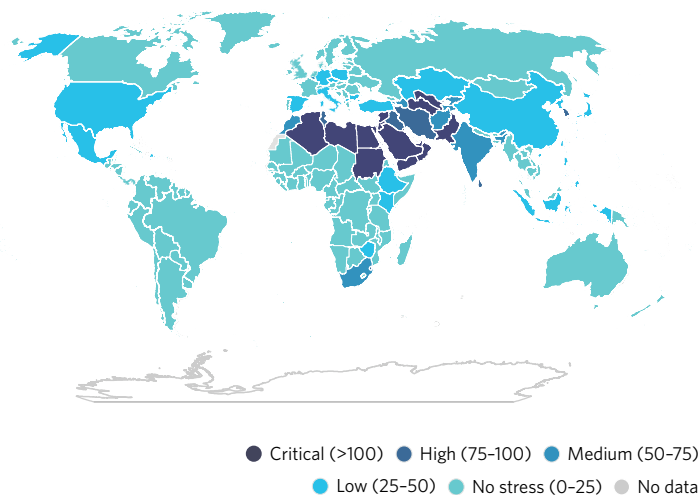 Critical (>100) High (75–100) Medium (50–75)
Low (25–50) No stress (0–25) No data